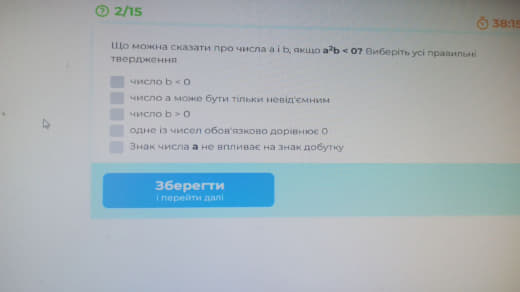 2/15
38:15
Що можна сказати про числа a і b, якщо a²b < 0? Виберіть усі правильні
твердження
число b < 0
число a може бути тільки невід'ємним
число b > 0
одне із чисел обов'язково дорівнює 0
Знак числа a не впливає на знак добутку
Зберегти
і перейти далі